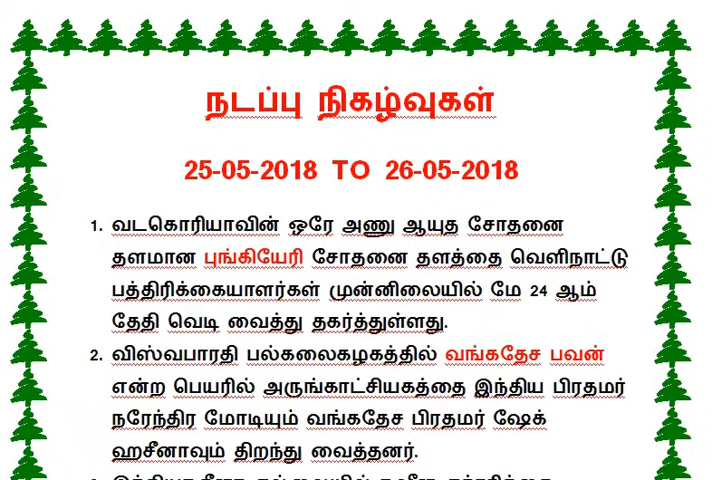 நடப்பு நிகழ்வுகள்
25-05-2018 TO 26-05-2018
1. வடகொரியாவின் ஒரே அணு ஆயுத சோதனை
தளமான புங்கியேரி சோதனை தளத்தை வெளிநாட்டு
பத்திரிக்கையாளர்கள் முன்னிலையில் மே 24 ஆம்
தேதி வெடி வைத்து தகர்த்துள்ளது.
2. விஸ்வபாரதி பல்கலைகழகத்தில் வங்கதேச பவன்
என்ற பெயரில் அருங்காட்சியகத்தை இந்திய பிரதமர்
நரேந்திர மோடியும் வங்கதேச பிரதமர் ஷேக்
ஹசீனாவும் திறந்து வைத்தனர்.